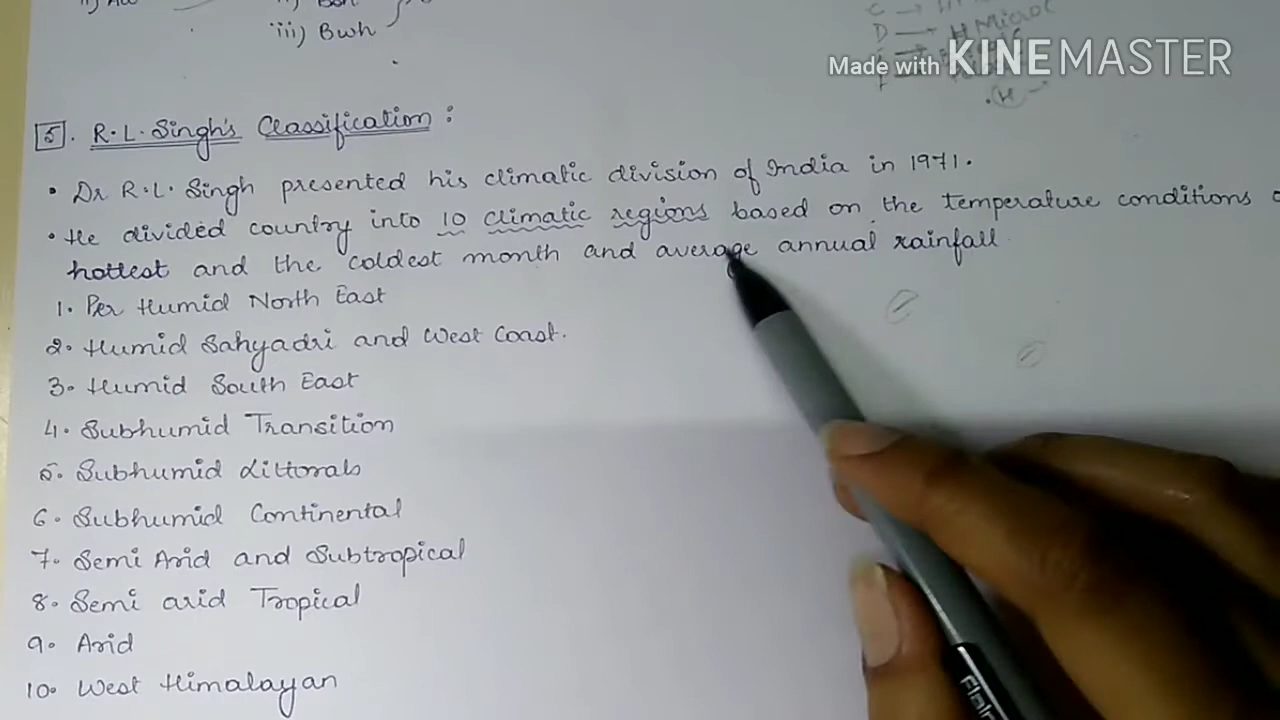 iii) Bwh
C →
D → H Micro
Made with KINEMASTER
H
5. R.L. Singh's Classification :
• Dr R.L. Singh presented his climatic division of India in 1971.
• He divided country into 10 climatic regions based on the temperature conditions
hottest and the coldest month and average annual rainfall
1. Per Humid North East
2. Humid Sahyadri and West Coast.
3. Humid South East
4. Subhumid Transition
5. Subhumid Littorals
6. Subhumid Continental
7. Semi Arid and Subtropical
8. Semi arid Tropical
9. Arid
10. West Himalayan
Flair